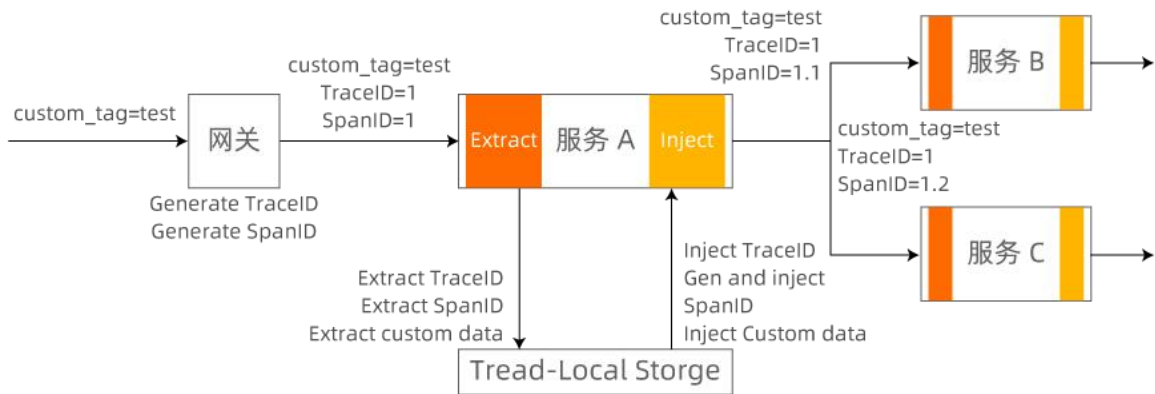 custom_tag=test
网关
Generate TraceID
Generate SpanID
custom_tag=test
TraceID=1
SpanID=1
Extract
服务 A
Inject
Extract TraceID
Extract SpanID
Extract custom data
Inject TraceID
Gen and inject
SpanID
Inject Custom data
Tread-Local Storge
custom_tag=test
TraceID=1
SpanID=1.1
服务 B
custom_tag=test
TraceID=1
SpanID=1.2
服务 C